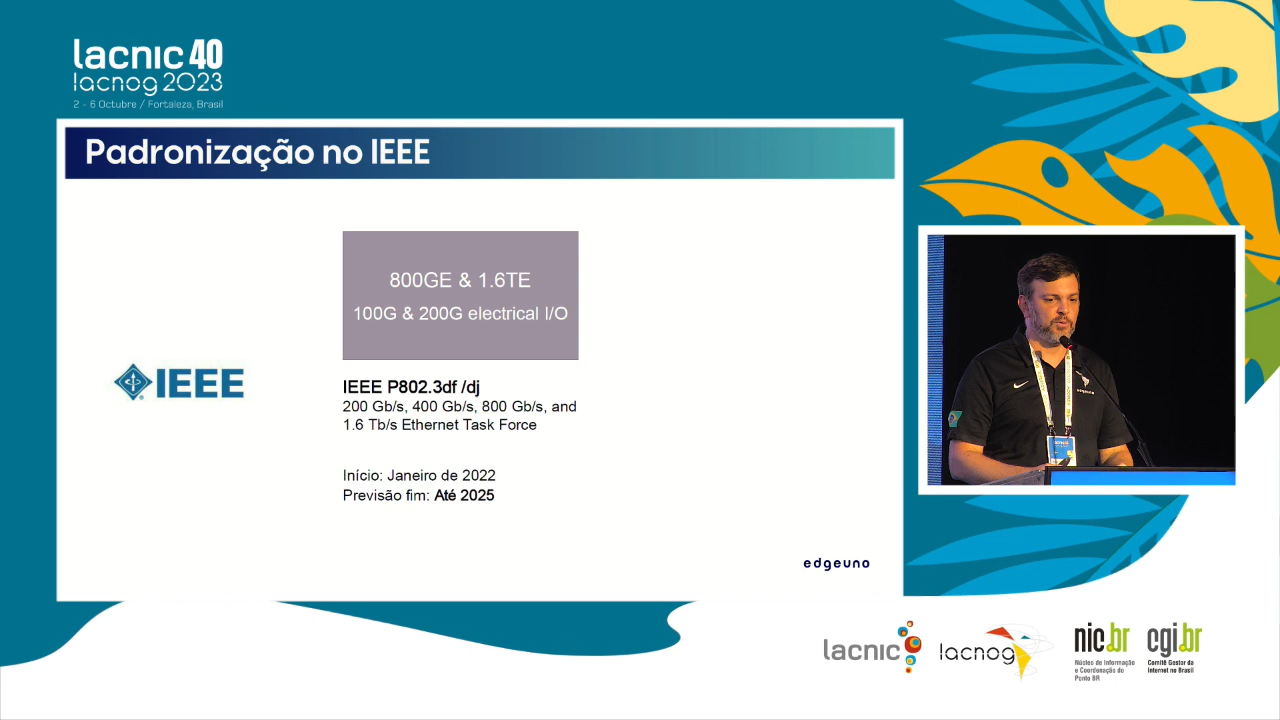 lacnic 40
lacnog 2023
2 - 6 Octubre / Fortaleza, Brasil
Padronização no IEEE
800GE & 1.6TE
100G & 200G electrical I/O
IEEE
IEEE P802.3df /dj
200 Gb/s, 400 Gb/s, 800 Gb/s, and
1.6 Tb/s Ethernet Task Force
Início: Janeiro de 2022
Previsão fim: Até 2025
edgeuno
edgeuno
lacnic
lacnog
nic.br
Núcleo de Informação
e Coordenação do
Ponto BR
cgi.br
Comitê Gestor da
Internet no Brasil